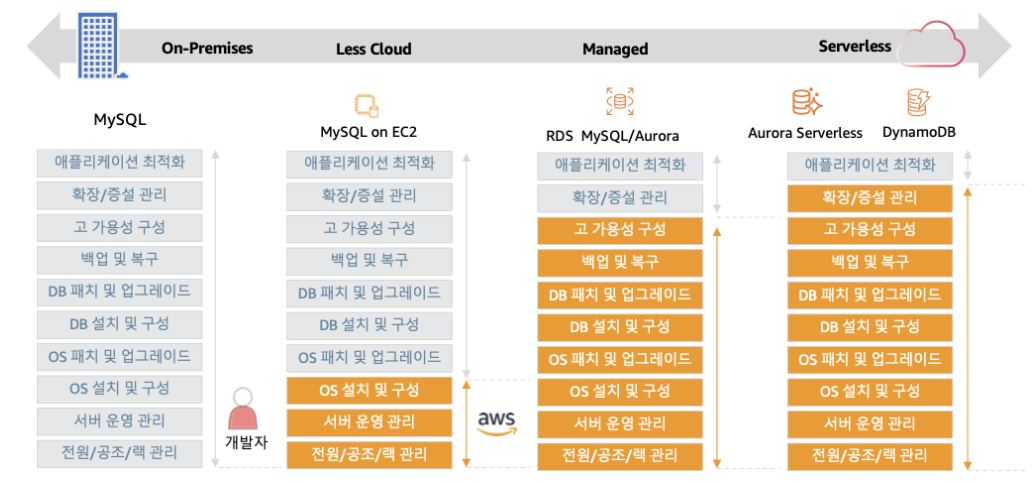 On-Premises
Less Cloud
Managed
Serverless
MySQL
MySQL on EC2
RDS MySQL/Aurora
Aurora Serverless
DynamoDB
애플리케이션 최적화
확장/증설 관리
고 가용성 구성
백업 및 복구
DB 패치 및 업그레이드
DB 설치 및 구성
OS 패치 및 업그레이드
OS 설치 및 구성
서버 운영 관리
전원/공조/랙 관리
개발자
애플리케이션 최적화
확장/증설 관리
고 가용성 구성
백업 및 복구
DB 패치 및 업그레이드
DB 설치 및 구성
OS 패치 및 업그레이드
OS 설치 및 구성
서버 운영 관리
전원/공조/랙 관리
aws
애플리케이션 최적화
확장/증설 관리
고 가용성 구성
백업 및 복구
DB 패치 및 업그레이드
DB 설치 및 구성
OS 패치 및 업그레이드
OS 설치 및 구성
서버 운영 관리
전원/공조/랙 관리
애플리케이션 최적화
확장/증설 관리
고 가용성 구성
백업 및 복구
DB 패치 및 업그레이드
DB 설치 및 구성
OS 패치 및 업그레이드
OS 설치 및 구성
서버 운영 관리
전원/공조/랙 관리